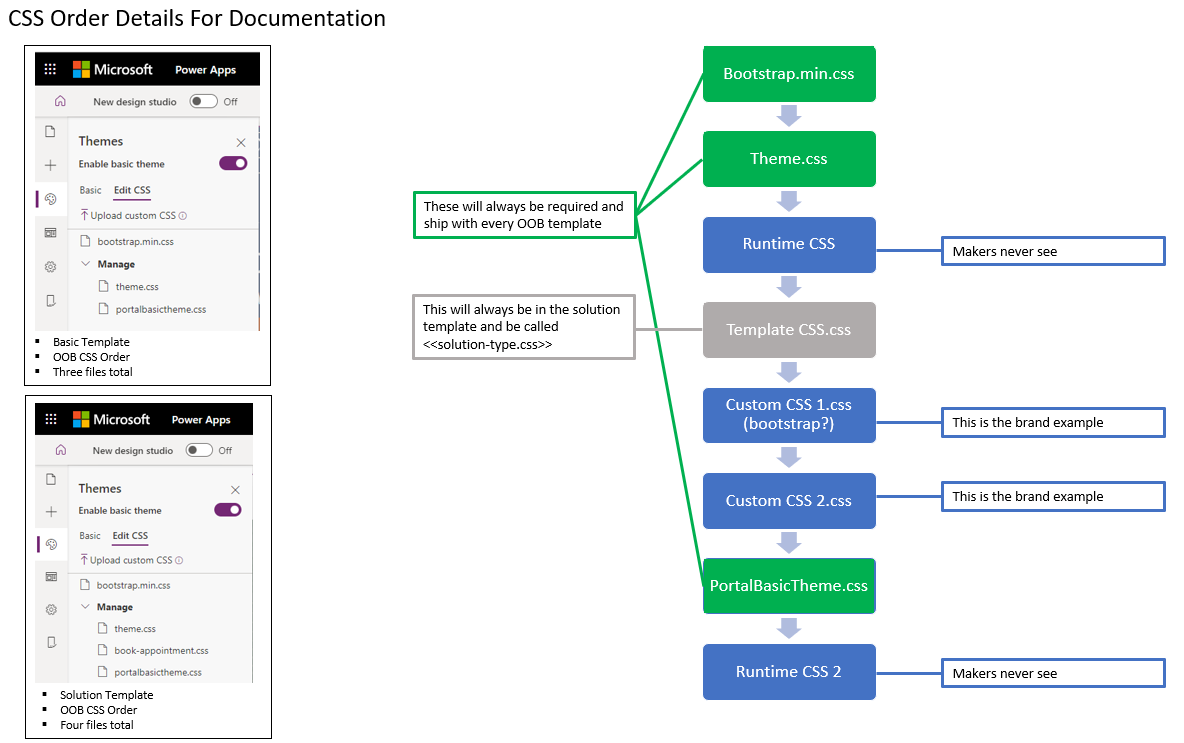 CSS Order Details For Documentation
Microsoft Power Apps
New design studio Off
Themes
Enable basic theme
Basic Edit CSS
Upload custom CSS
bootstrap.min.css
Manage
theme.css
portalbasictheme.css
Basic Template
OOB CSS Order
Three files total
Microsoft Power Apps
New design studio Off
Themes
Enable basic theme
Basic Edit CSS
Upload custom CSS
bootstrap.min.css
Manage
theme.css
book-appointment.css
portalbasictheme.css
Solution Template
OOB CSS Order
Four files total
These will always be required and
ship with every OOB template
This will always be in the solution
template and be called
<<solution-type.css>>
Bootstrap.min.css
Theme.css
Runtime CSS
Makers never see
Template CSS.css
Custom CSS 1.css
(bootstrap?)
This is the brand example
Custom CSS 2.css
This is the brand example
PortalBasicTheme.css
Runtime CSS 2
Makers never see